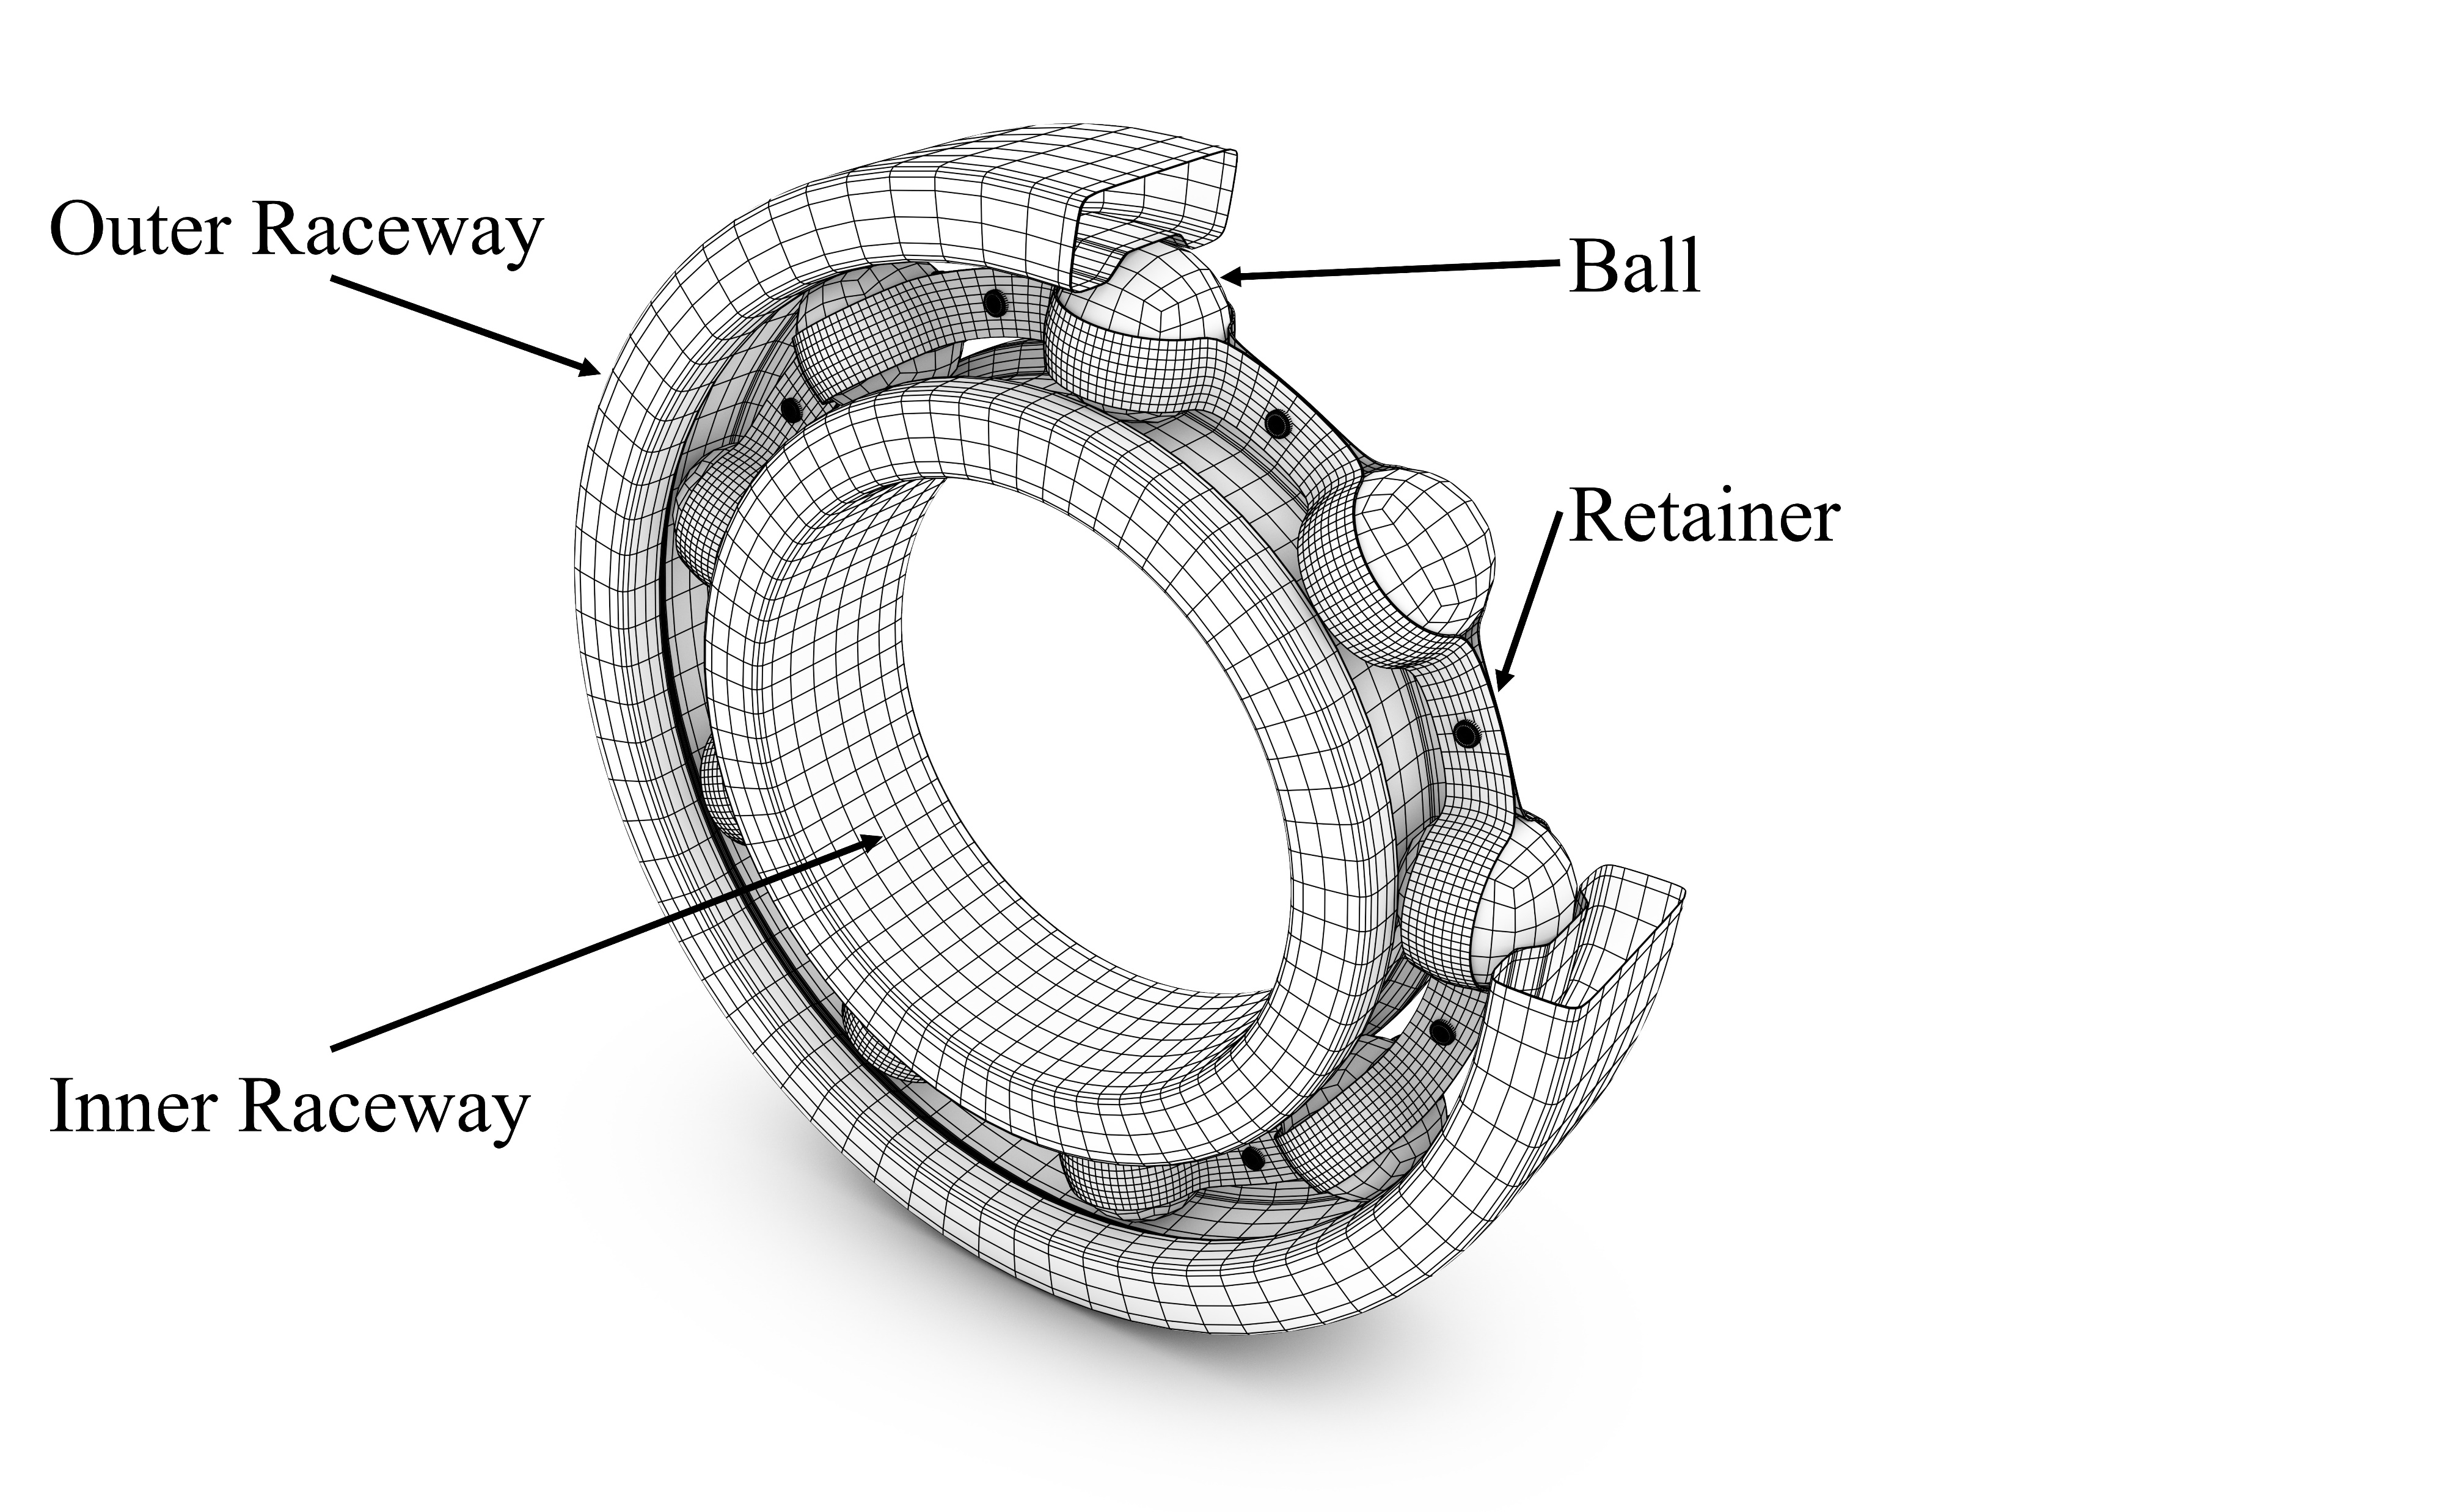 Outer Raceway
Ball
Retainer
Inner Raceway